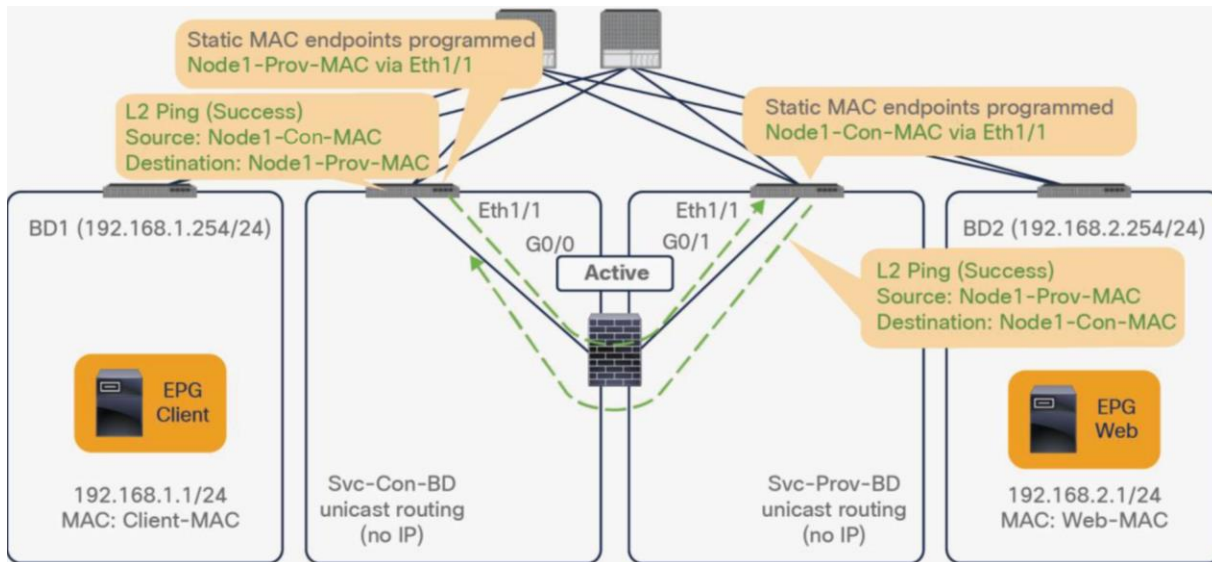 Static MAC endpoints programmed
Node1-Prov-MAC via Eth1/1
L2 Ping (Success)
Source: Node1-Con-MAC
Destination: Node1-Prov-MAC
Static MAC endpoints programmed
Node1-Con-MAC via Eth1/1
BD1 (192.168.1.254/24)
Eth1/1
Eth1/1
BD2 (192.168.2.254/24)
G0/0
G0/1
Active
L2 Ping (Success)
Source: Node1-Prov-MAC
Destination: Node1-Con-MAC
EPG
Client
EPG
Web
192.168.1.1/24
MAC: Client-MAC
Svc-Con-BD
unicast routing
(no IP)
Svc-Prov-BD
unicast routing
(no IP)
192.168.2.1/24
MAC: Web-MAC